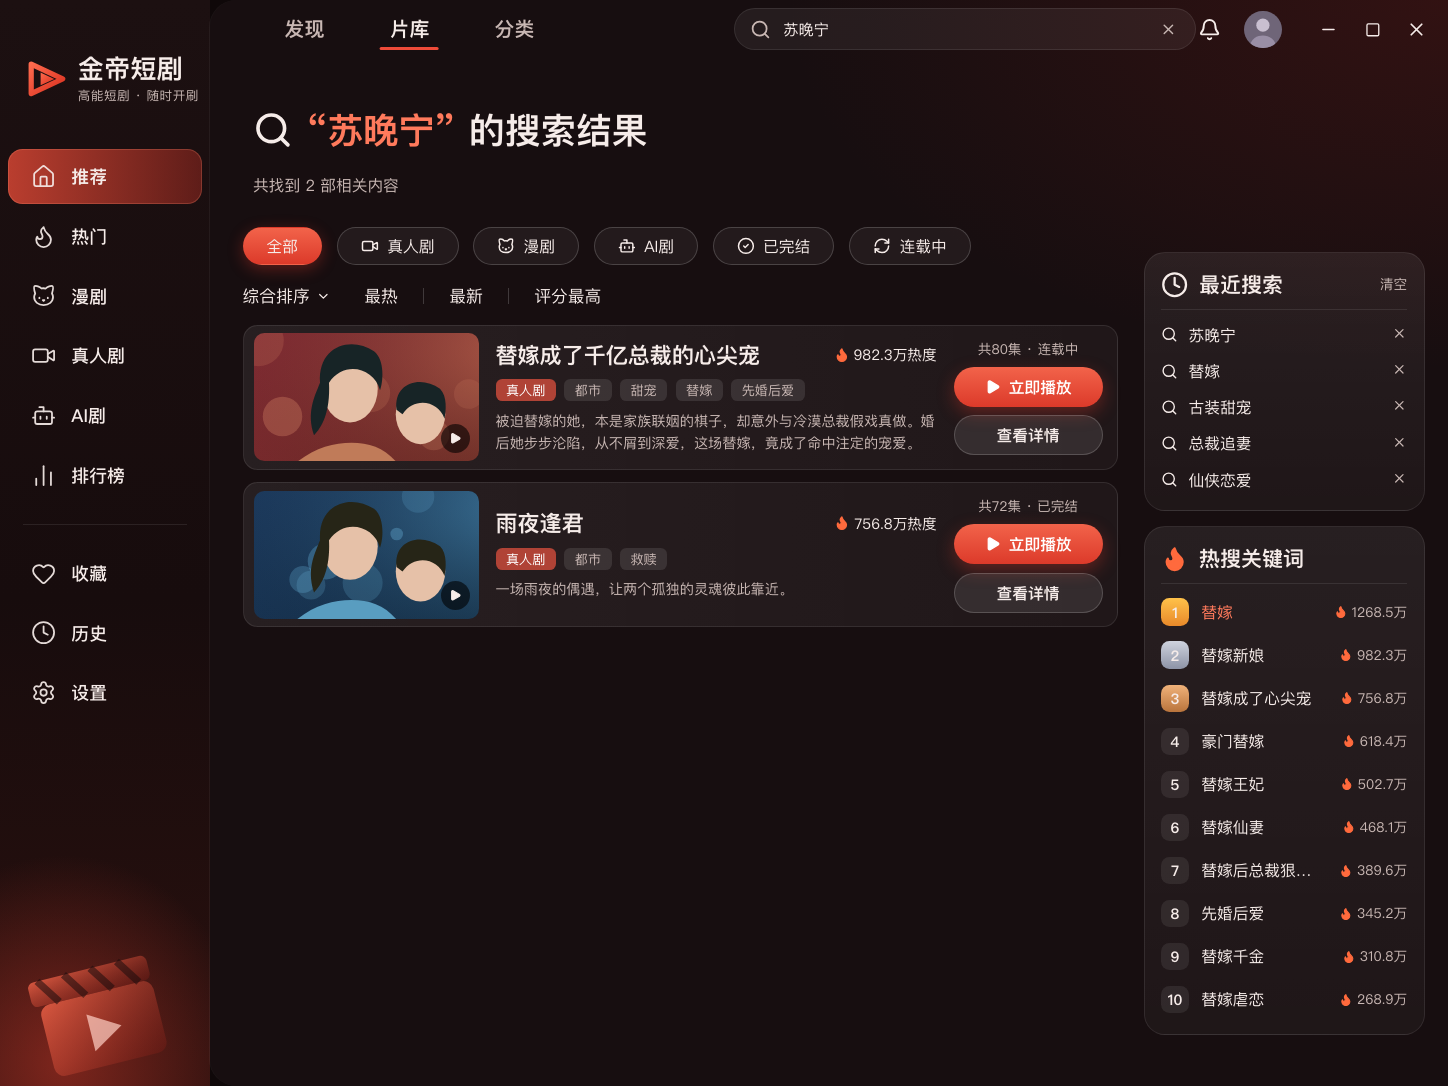 发现
片库
分类
苏晚宁
金帝短剧
高能短剧 · 随时开刷
推荐
热门
漫剧
真人剧
AI剧
排行榜
收藏
历史
设置
“苏晚宁” 的搜索结果
共找到 2 部相关内容
全部
真人剧
漫剧
AI剧
已完结
连载中
综合排序
最热
最新
评分最高
替嫁成了千亿总裁的心尖宠
982.3万热度
真人剧
都市
甜宠
替嫁
先婚后爱
被迫替嫁的她，本是家族联姻的棋子，却意外与冷漠总裁假戏真做。婚
后她步步沦陷，从不屑到深爱，这场替嫁，竟成了命中注定的宠爱。
共80集 · 连载中
立即播放
查看详情
雨夜逢君
756.8万热度
真人剧
都市
救赎
一场雨夜的偶遇，让两个孤独的灵魂彼此靠近。
共72集 · 已完结
立即播放
查看详情
最近搜索
清空
苏晚宁
替嫁
古装甜宠
总裁追妻
仙侠恋爱
热搜关键词
1 替嫁 1268.5万
2 替嫁新娘 982.3万
3 替嫁成了心尖宠 756.8万
4 豪门替嫁 618.4万
5 替嫁王妃 502.7万
6 替嫁仙妻 468.1万
7 替嫁后总裁狠... 389.6万
8 先婚后爱 345.2万
9 替嫁千金 310.8万
10 替嫁虐恋 268.9万